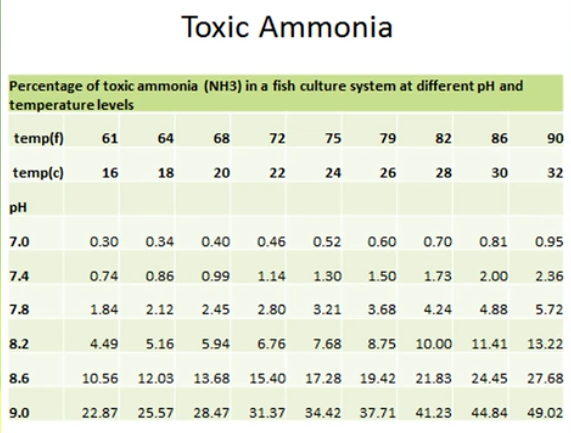 Toxic Ammonia
Percentage of toxic ammonia (NH3) in a fish culture system at different pH and
temperature levels
temp(f) 61 64 68 72 75 79 82 86 90
temp(c) 16 18 20 22 24 26 28 30 32
pH
7.0 0.30 0.34 0.40 0.46 0.52 0.60 0.70 0.81 0.95
7.4 0.74 0.86 0.99 1.14 1.30 1.50 1.73 2.00 2.36
7.8 1.84 2.12 2.45 2.80 3.21 3.68 4.24 4.88 5.72
8.2 4.49 5.16 5.94 6.76 7.68 8.75 10.00 11.41 13.22
8.6 10.56 12.03 13.68 15.40 17.28 19.42 21.83 24.45 27.68
9.0 22.87 25.57 28.47 31.37 34.42 37.71 41.23 44.84 49.02